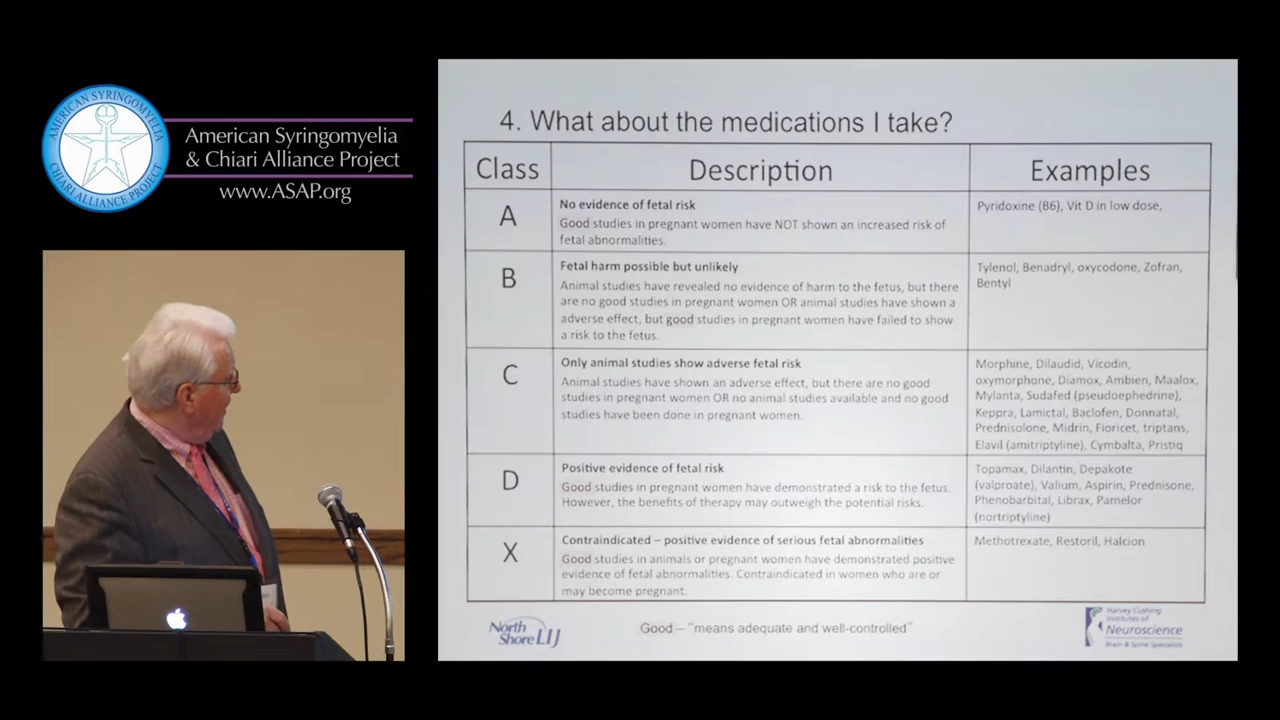 AMERICAN SYRINGOMYELIA
CHIARI ALLIANCE PROJECT
American Syringomyelia
& Chiari Alliance Project
www.ASAP.org
4. What about the medications I take?
Class Description Examples
A
No evidence of fetal risk
Good studies in pregnant women have NOT shown an increased risk of
fetal abnormalities.
Pyridoxine (B6), Vit D in low dose,
B
Fetal harm possible but unlikely
Animal studies have revealed no evidence of harm to the fetus, but there
are no good studies in pregnant women OR animal studies have shown a
adverse effect, but good studies in pregnant women have failed to show
a risk to the fetus.
Tylenol, Benadryl, oxycodone, Zofran,
Bentyl
C
Only animal studies show adverse fetal risk
Animal studies have shown an adverse effect, but there are no good
studies in pregnant women OR no animal studies available and no good
studies have been done in pregnant women.
Morphine, Dilaudid, Vicodin,
oxymorphone, Diamox, Ambien, Maalox,
Mylanta, Sudafed (pseudoephedrine),
Keppra, Lamictal, Baclofen, Donnatal,
Prednisolone, Midrin, Fioricet, triptans,
Elavil (amitriptyline), Cymbalta, Pristiq
D
Positive evidence of fetal risk
Good studies in pregnant women have demonstrated a risk to the fetus.
However, the benefits of therapy may outweigh the potential risks.
Topamax, Dilantin, Depakote
(valproate), Valium, Aspirin, Prednisone,
Phenobarbital, Librax, Pamelor
(nortriptyline)
X
Contraindicated – positive evidence of serious fetal abnormalities
Good studies in animals or pregnant women have demonstrated positive
evidence of fetal abnormalities. Contraindicated in women who are or
may become pregnant.
Methotrexate, Restoril, Halcion
North
Shore LIJ
Good – "means adequate and well-controlled"
Harvey Cushing
Institutes of
Neuroscience
Brain & Spine Specialists